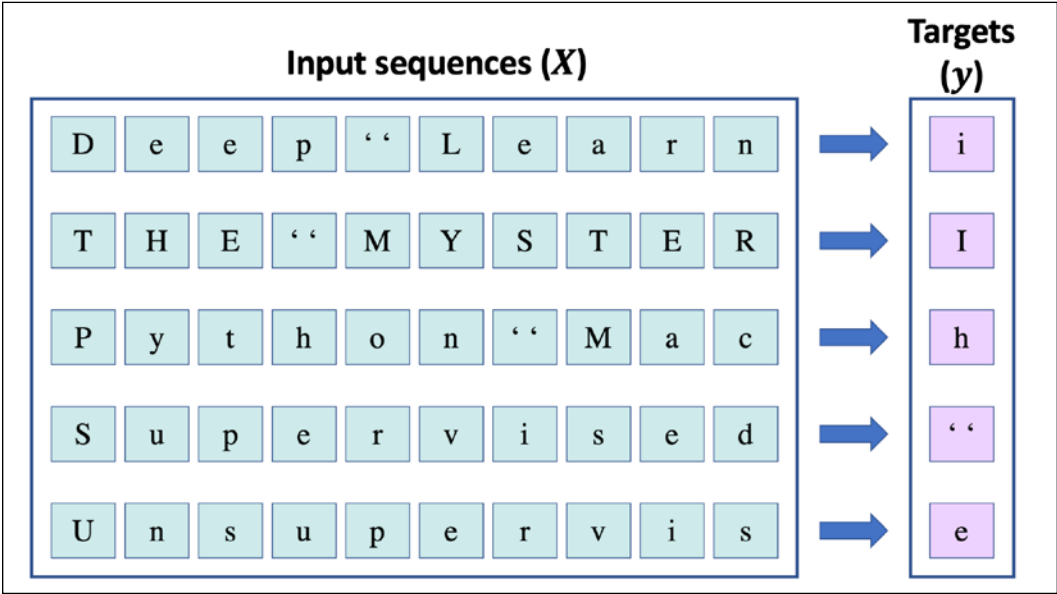 Input sequences (X)
Targets
(y)
D e e p ‘ ‘ L e a r n i
T H E ‘ ‘ M Y S T E R I
P y t h o n ‘ ‘ M a c h
S u p e r v i s e d ‘ ‘
U n s u p e r v i s e